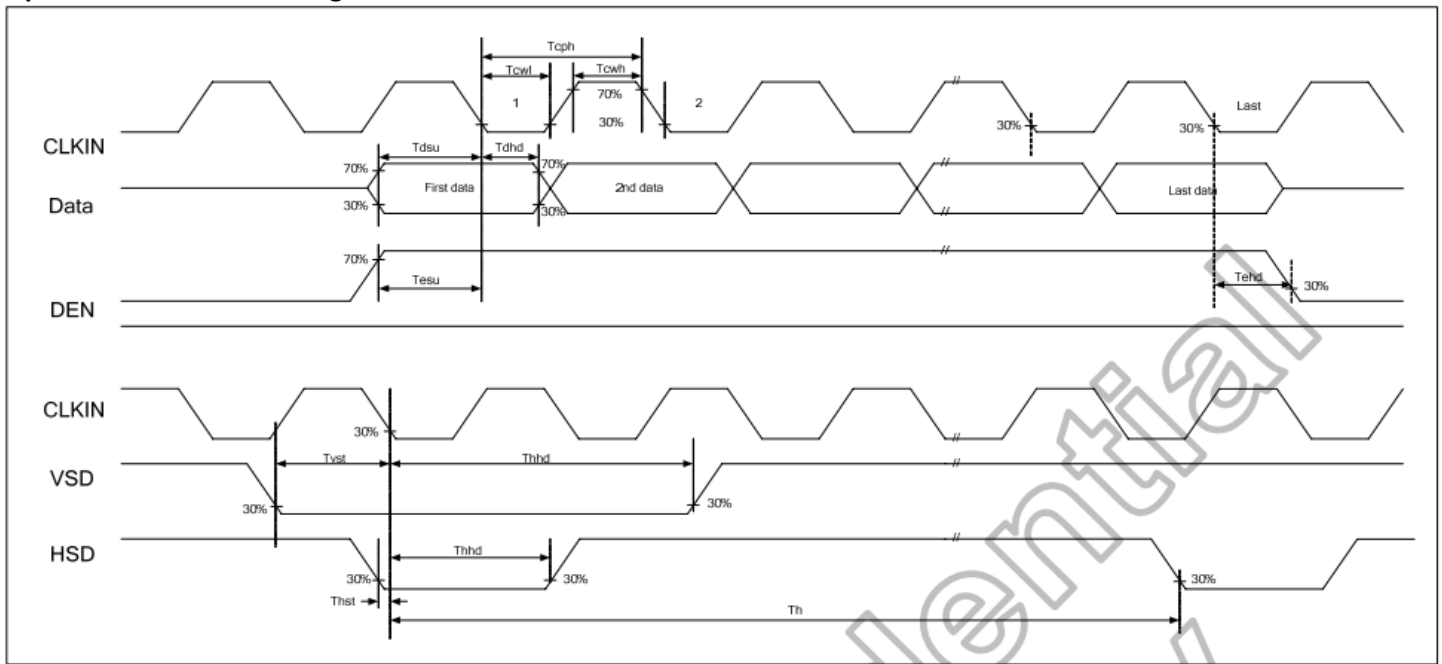 Tcph
Tcwl
Tcwh
1
70%
2
Last
30%
30%
30%
CLKIN
Tdsu
Tdhd
70%
70%
First data
2nd data
Last data
Data
30%
30%
70%
Tesu
Tehd
30%
DEN
CLKIN
30%
Tvst
Thhd
VSD
30%
30%
HSD
Thhd
30%
30%
30%
Thst
Th